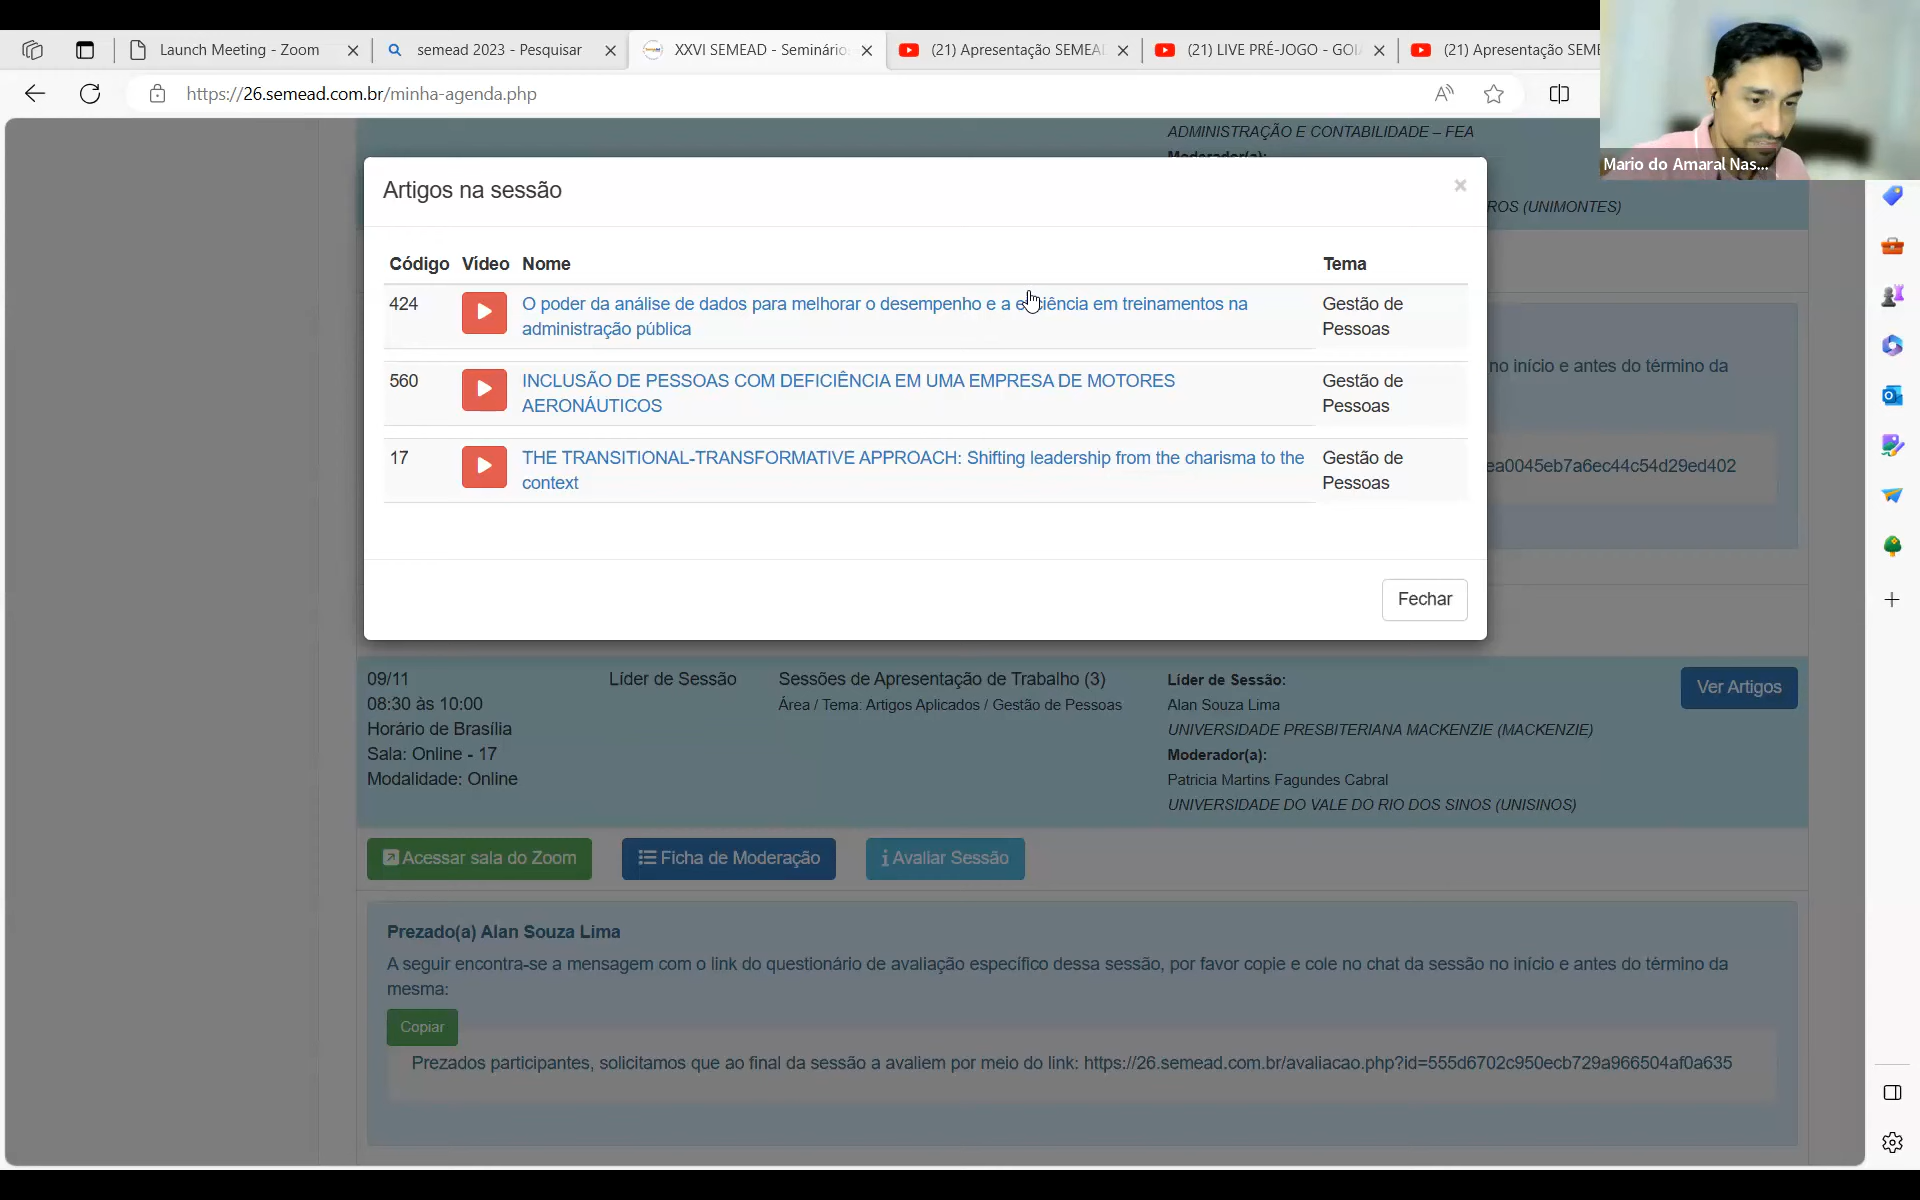 Launch Meeting - Zoom
semead 2023 - Pesquisar
XXVI SEMEAD - Seminário
(21) Apresentação SEMEA
(21) LIVE PRÉ-JOGO - GOI
(21) Apresentação SEME
https://26.semead.com.br/minha-agenda.php
Mario do Amaral Nas...
ADMINISTRAÇÃO E CONTABILIDADE – FEA
Moderador(a):
ROS (UNIMONTES)
Artigos na sessão
×
Código Vídeo Nome Tema
424 O poder da análise de dados para melhorar o desempenho e a eficiência em treinamentos na Gestão de
administração pública Pessoas
no início e antes do término da
560 INCLUSÃO DE PESSOAS COM DEFICIÊNCIA EM UMA EMPRESA DE MOTORES Gestão de
AERONÁUTICOS Pessoas
17 THE TRANSITIONAL-TRANSFORMATIVE APPROACH: Shifting leadership from the charisma to the Gestão de
context Pessoas
ea0045eb7a6ec44c54d29ed402
Fechar
09/11
08:30 às 10:00
Horário de Brasília
Sala: Online - 17
Modalidade: Online
Líder de Sessão
Sessões de Apresentação de Trabalho (3)
Área / Tema: Artigos Aplicados / Gestão de Pessoas
Líder de Sessão:
Alan Souza Lima
UNIVERSIDADE PRESBITERIANA MACKENZIE (MACKENZIE)
Moderador(a):
Patricia Martins Fagundes Cabral
UNIVERSIDADE DO VALE DO RIO DOS SINOS (UNISINOS)
Ver Artigos
Acessar sala do Zoom
Ficha de Moderação
Avaliar Sessão
Prezado(a) Alan Souza Lima
A seguir encontra-se a mensagem com o link do questionário de avaliação específico dessa sessão, por favor copie e cole no chat da sessão no início e antes do término da
mesma:
Copiar
Prezados participantes, solicitamos que ao final da sessão a avaliem por meio do link: https://26.semead.com.br/avaliacao.php?id=555d6702c950ecb729a966504af0a635